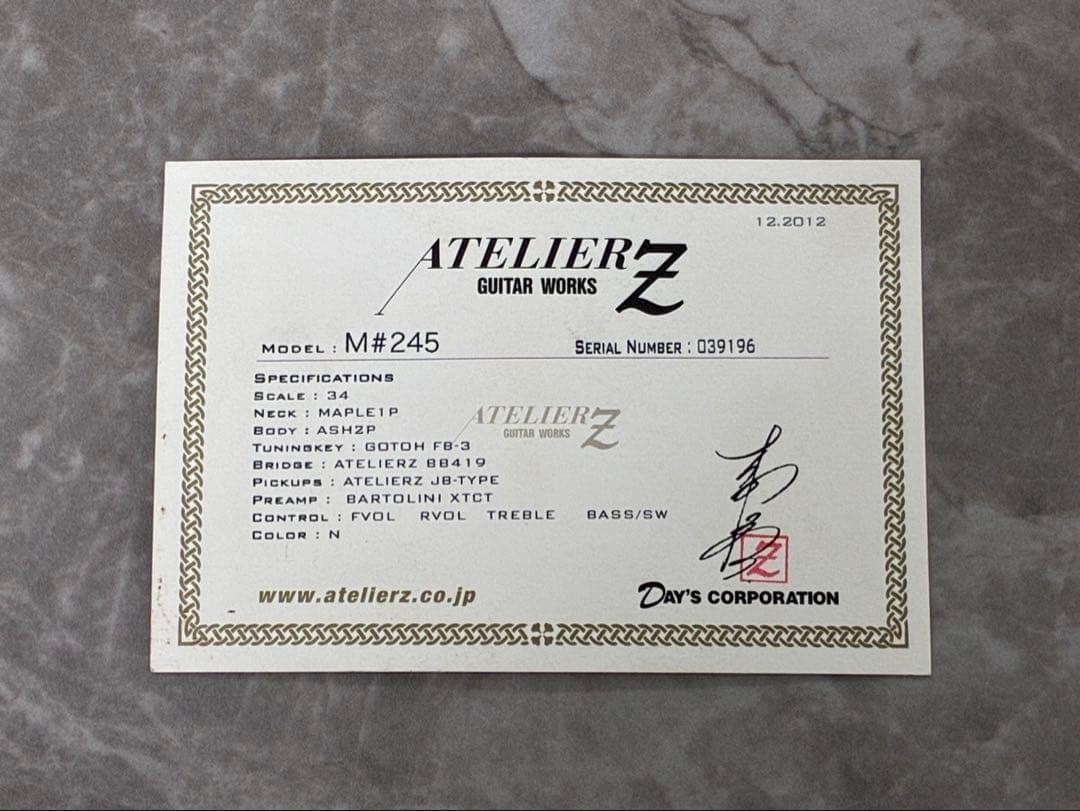 12.2012
ATELIER Z
GUITAR WORKS
MODEL : M#245 SERIAL NUMBER : 039196
SPECIFICATIONS
SCALE : 34
NECK : MAPLE1P
BODY : ASH2P
TUNINGKEY : GOTOH FB-3
BRIDGE : ATELIERZ BB419
PICKUPS : ATELIERZ JB-TYPE
PREAMP : BARTOLINI XTCT
CONTROL : FVOL RVOL TREBLE BASS/SW
COLOR : N
ATELIER Z
GUITAR WORKS
Z
www.atelierz.co.jp
DAY'S CORPORATION